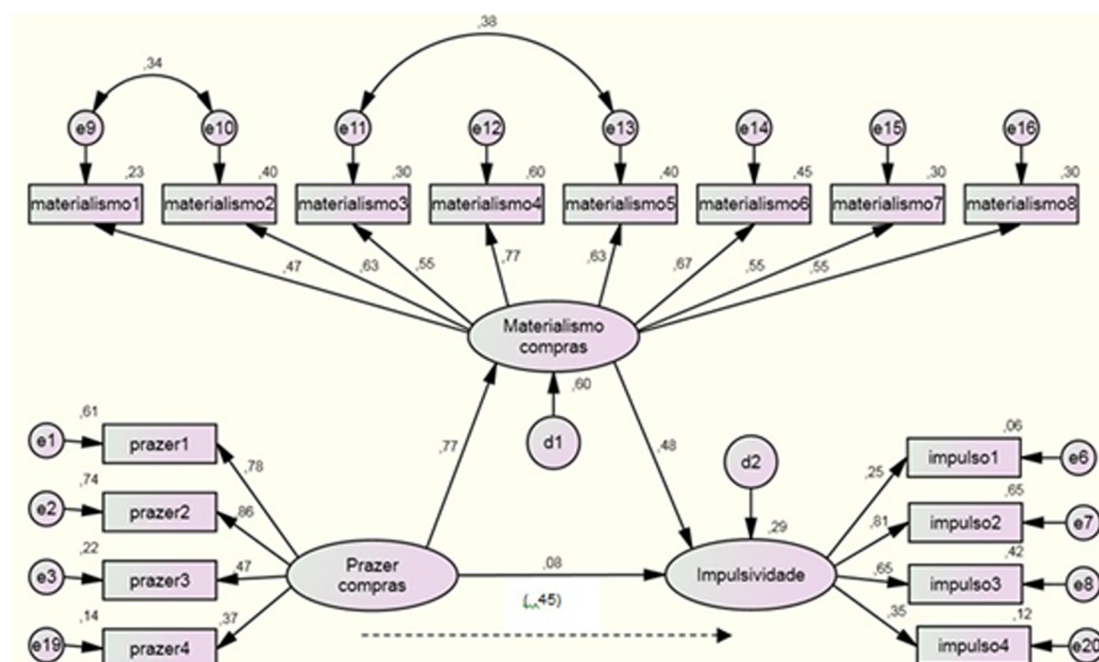 ,38
,34
e9 e10 e11 e12 e13 e14 e15 e16
,23 ,40 ,30 ,60 ,40 ,45 ,30 ,30
materialismo1 materialismo2 materialismo3 materialismo4 materialismo5 materialismo6 materialismo7 materialismo8
,47 ,63 ,55 ,77 ,63 ,67 ,55 ,55
Materialismo
compras
,60
d1
,77
,48
d2
,29
,61
e1 prazer1
,78
,74
e2 prazer2
,86
,22
e3 prazer3
,47
,14
e19 prazer4
,37
Prazer
compras
,08
( ,45)
Impulsividade
,06
impulso1 e6
,25
,65
impulso2 e7
,81
,42
impulso3 e8
,65
,12
impulso4 e20
,35